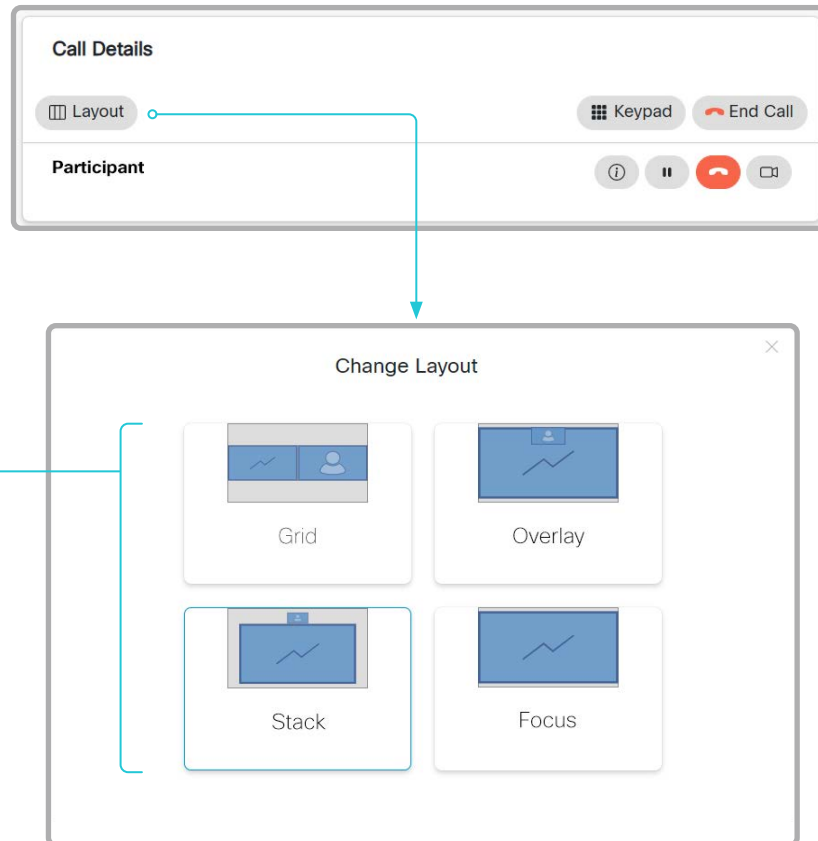 Call Details
Layout
Keypad
End Call
Participant
Change Layout
Grid
Overlay
Stack
Focus